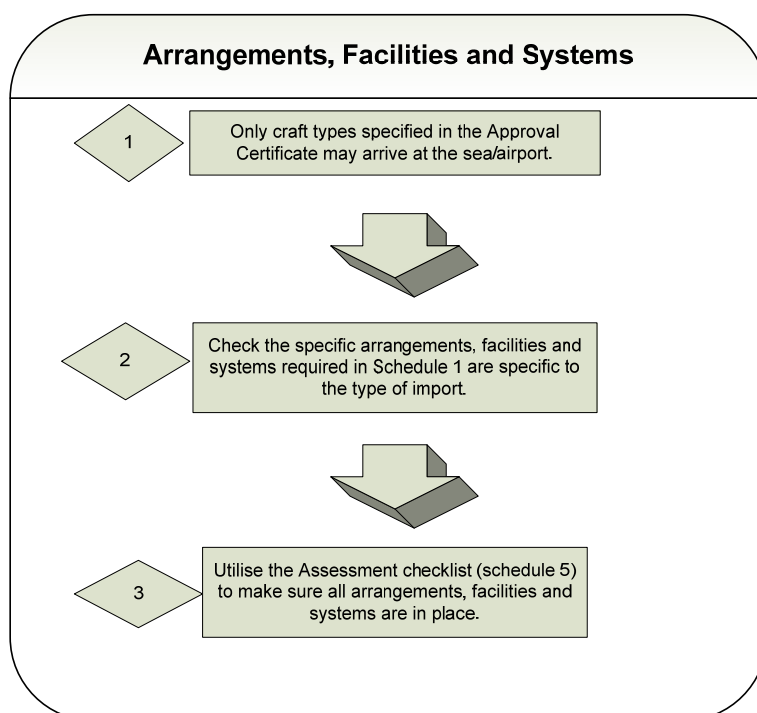 Arrangements, Facilities and Systems
1
Only craft types specified in the Approval
Certificate may arrive at the sea/airport.
2
Check the specific arrangements, facilities and
systems required in Schedule 1 are specific to
the type of import.
3
Utilise the Assessment checklist (schedule 5)
to make sure all arrangements, facilities and
systems are in place.